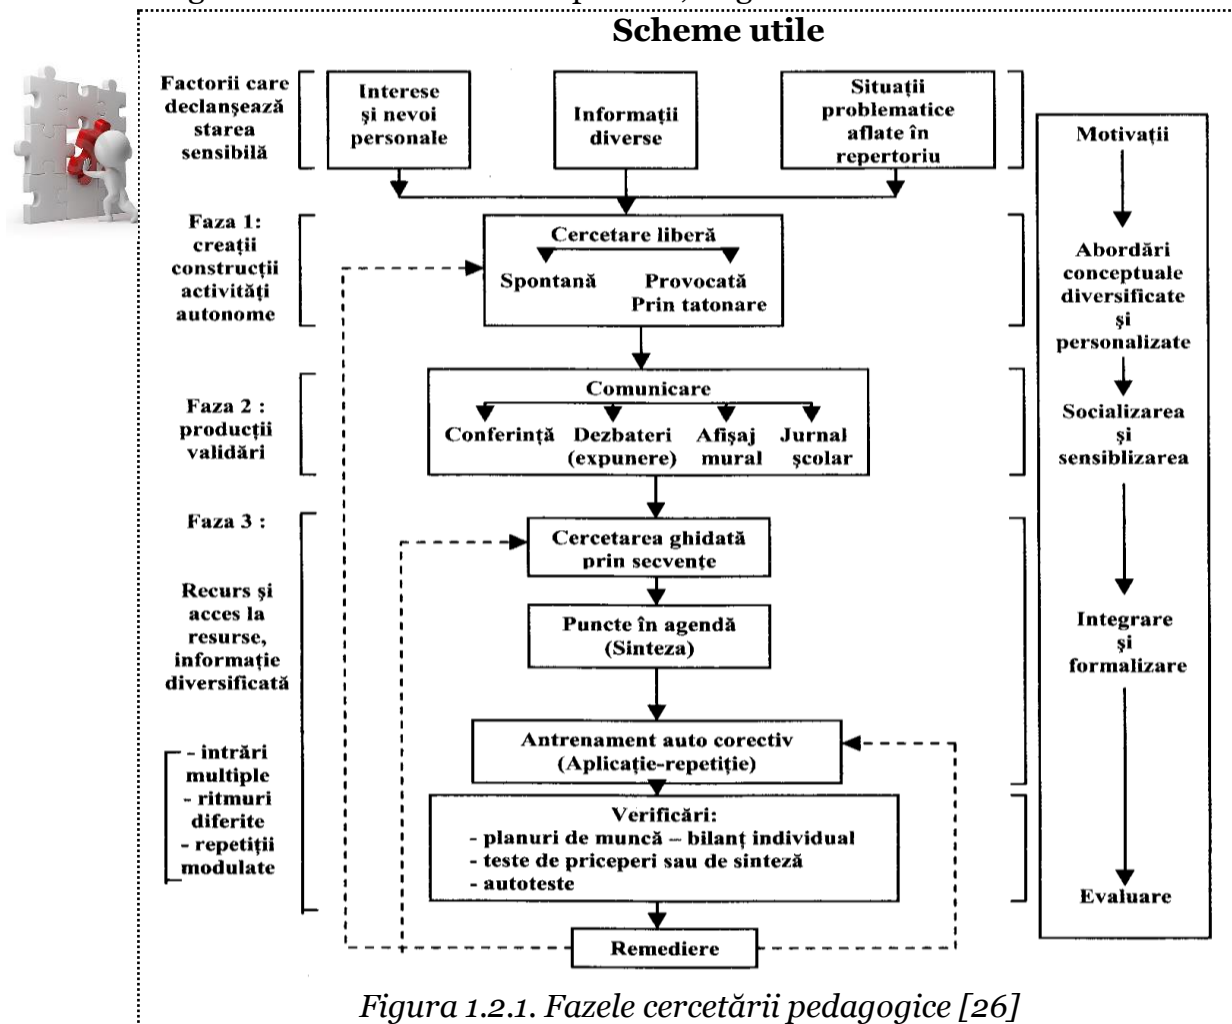 Scheme utile
Factorii care
declanşează
starea
sensibilă
Interese
şi nevoi
personale
Informaţii
diverse
Situaţii
problematice
aflate în
repertoriu
Motivaţii
Faza 1:
creaţii
construcţii
activităţi
autonome
Cercetare liberă
Spontană
Provocată
Prin tatonare
Abordări
conceptuale
diversificate
şi
personalizate
Faza 2 :
producţii
validări
Comunicare
Conferinţă
Dezbateri
(expunere)
Afişaj
mural
Jurnal
şcolar
Socializarea
şi
sensiblizarea
Faza 3 :
Recurs şi
acces la
resurse,
informaţie
diversificată
Cercetarea ghidată
prin secvenţe
Puncte în agendă
(Sinteza)
Integrare
şi
formalizare
- intrări
multiple
- ritmuri
diferite
- repetiţii
modulate
Antrenament auto corectiv
(Aplicaţie-repetiţie)
Verificări:
- planuri de muncă – bilanţ individual
- teste de priceperi sau de sinteză
- autoteste
Evaluare
Remediere
Figura 1.2.1. Fazele cercetării pedagogice [26]